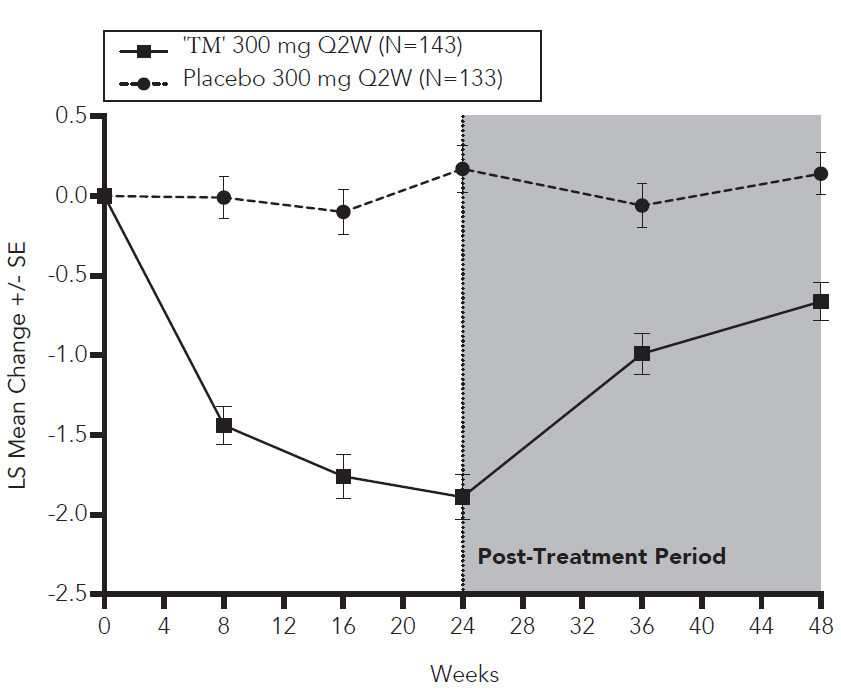 'TM' 300 mg Q2W (N=143)
Placebo 300 mg Q2W (N=133)
0.5
0.0
-0.5
-1.0
-1.5
-2.0
-2.5
LS Mean Change +/- SE
Post-Treatment Period
0 4 8 12 16 20 24 28 32 36 40 44 48
Weeks